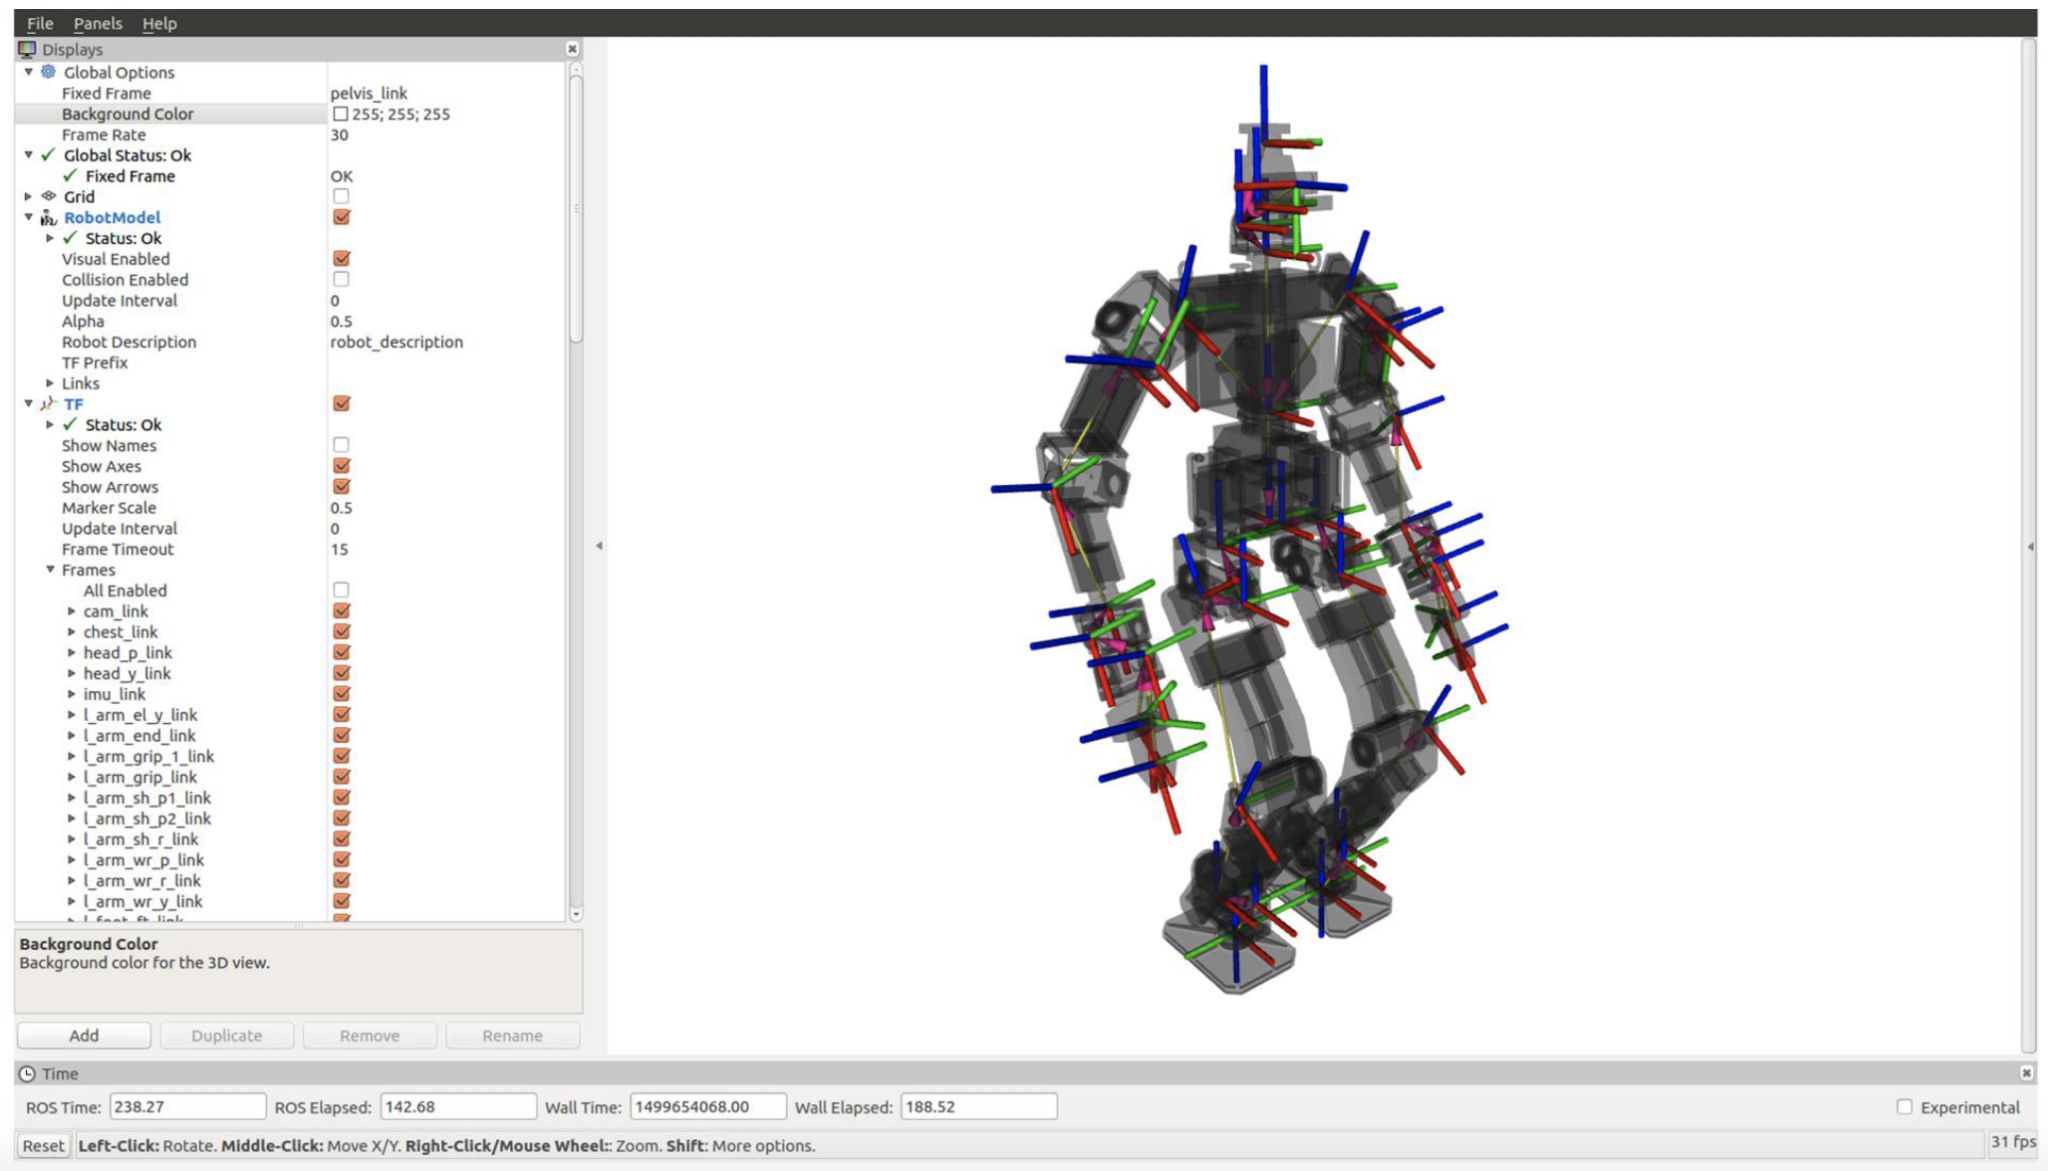 File Panels Help
Displays
Global Options
Fixed Frame pelvis_link
Background Color 255; 255; 255
Frame Rate 30
Global Status: Ok
Fixed Frame OK
Grid
RobotModel
Status: Ok
Visual Enabled
Collision Enabled
Update Interval 0
Alpha 0.5
Robot Description robot_description
TF Prefix
Links
TF
Status: Ok
Show Names
Show Axes
Show Arrows
Marker Scale 0.5
Update Interval 0
Frame Timeout 15
Frames
All Enabled
cam_link
chest_link
head_p_link
head_y_link
imu_link
l_arm_el_y_link
l_arm_end_link
l_arm_grip_1_link
l_arm_grip_link
l_arm_sh_p1_link
l_arm_sh_p2_link
l_arm_sh_r_link
l_arm_wr_p_link
l_arm_wr_r_link
l_arm_wr_y_link
l_foot_ft_link
Background Color
Background color for the 3D view.
Add Duplicate Remove Rename
Time
ROS Time: 238.27 ROS Elapsed: 142.68 Wall Time: 1499654068.00 Wall Elapsed: 188.52 Experimental
Reset Left-Click: Rotate. Middle-Click: Move X/Y. Right-Click/Mouse Wheel:: Zoom. Shift: More options. 31 fps